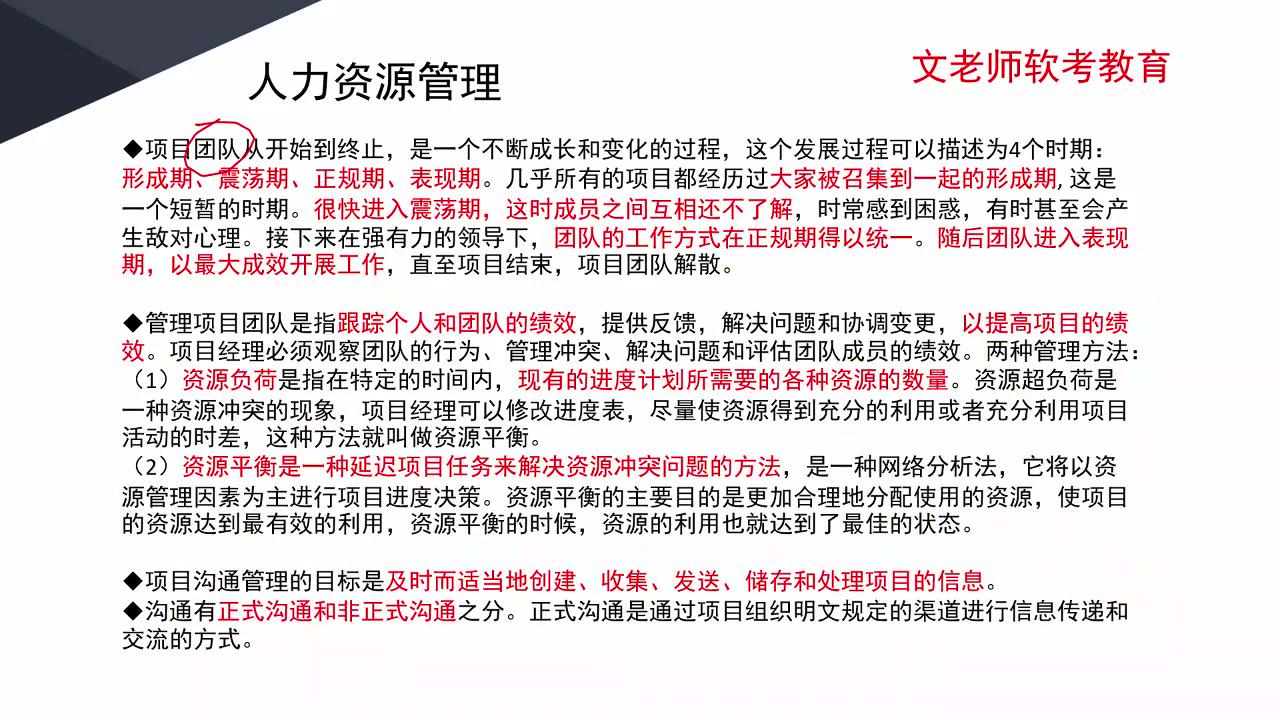 人力资源管理
文老师软考教育
◆项目团队从开始到终止，是一个不断成长和变化的过程，这个发展过程可以描述为4个时期：
形成期、震荡期、正规期、表现期。几乎所有的项目都经历过大家被召集到一起的形成期,这是
一个短暂的时期。很快进入震荡期，这时成员之间互相还不了解，时常感到困惑，有时甚至会产
生敌对心理。接下来在强有力的领导下，团队的工作方式在正规期得以统一。随后团队进入表现
期，以最大成效开展工作，直至项目结束，项目团队解散。
◆管理项目团队是指跟踪个人和团队的绩效，提供反馈，解决问题和协调变更，以提高项目的绩
效。项目经理必须观察团队的行为、管理冲突、解决问题和评估团队成员的绩效。两种管理方法：
（1）资源负荷是指在特定的时间内，现有的进度计划所需要的各种资源的数量。资源超负荷是
一种资源冲突的现象，项目经理可以修改进度表，尽量使资源得到充分的利用或者充分利用项目
活动的时差，这种方法就叫做资源平衡。
（2）资源平衡是一种延迟项目任务来解决资源冲突问题的方法，是一种网络分析法，它将以资
源管理因素为主进行项目进度决策。资源平衡的主要目的是更加合理地分配使用的资源，使项目
的资源达到最有效的利用，资源平衡的时候，资源的利用也就达到了最佳的状态。
◆项目沟通管理的目标是及时而适当地创建、收集、发送、储存和处理项目的信息。
◆沟通有正式沟通和非正式沟通之分。正式沟通是通过项目组织明文规定的渠道进行信息传递和
交流的方式。